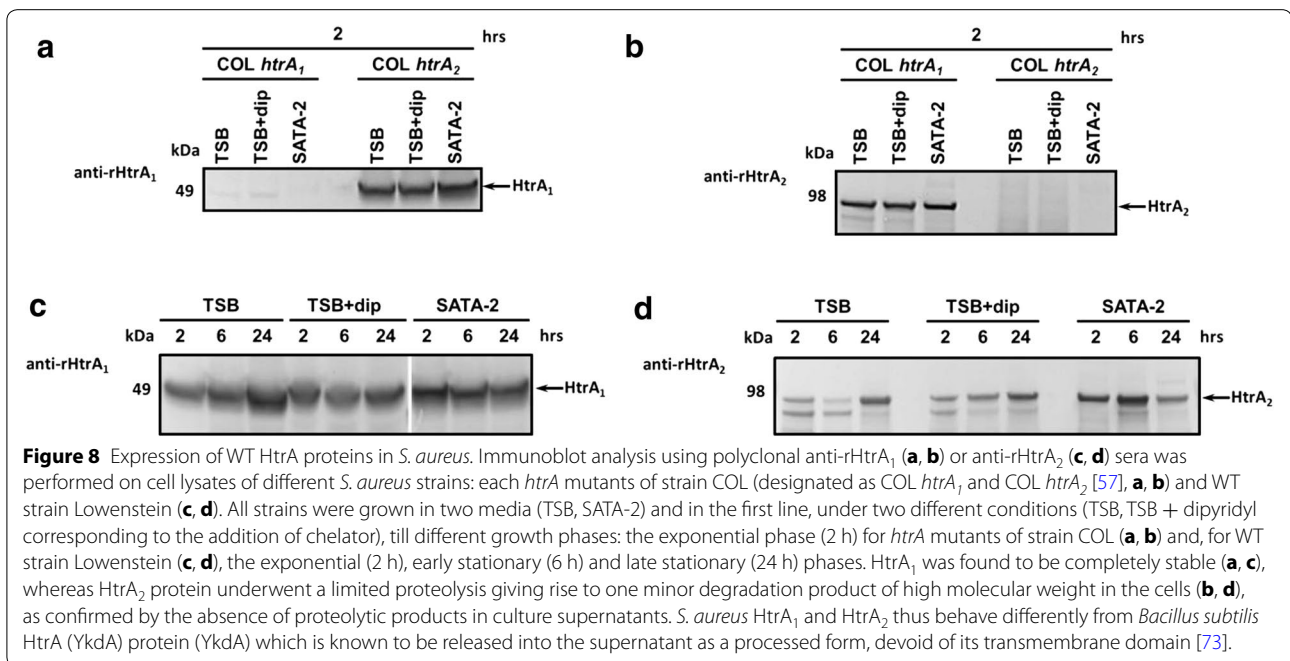 a
2 hrs
COL htrA₁ COL htrA₂
TSB TSB+dip SATA-2 TSB TSB+dip SATA-2
kDa
anti-rHtrA₁
49
HtrA₁
b
2 hrs
COL htrA₁ COL htrA₂
TSB TSB+dip SATA-2 TSB TSB+dip SATA-2
kDa
anti-rHtrA₂
98
HtrA₂
c
TSB TSB+dip SATA-2
kDa 2 6 24 2 6 24 2 6 24 hrs
anti-rHtrA₁
49
HtrA₁
d
TSB TSB+dip SATA-2
kDa 2 6 24 2 6 24 2 6 24 hrs
anti-rHtrA₂
98
HtrA₂
Figure 8 Expression of WT HtrA proteins in S. aureus. Immunoblot analysis using polyclonal anti-rHtrA₁ (a, b) or anti-rHtrA₂ (c, d) sera was
performed on cell lysates of different S. aureus strains: each htrA mutants of strain COL (designated as COL htrA₁ and COL htrA₂ [57], a, b) and WT
strain Lowenstein (c, d). All strains were grown in two media (TSB, SATA-2) and in the first line, under two different conditions (TSB, TSB + dipyridyl
corresponding to the addition of chelator), till different growth phases: the exponential phase (2 h) for htrA mutants of strain COL (a, b) and, for WT
strain Lowenstein (c, d), the exponential (2 h), early stationary (6 h) and late stationary (24 h) phases. HtrA₁ was found to be completely stable (a, c),
whereas HtrA₂ protein underwent a limited proteolysis giving rise to one minor degradation product of high molecular weight in the cells (b, d),
as confirmed by the absence of proteolytic products in culture supernatants. S. aureus HtrA₁ and HtrA₂ thus behave differently from Bacillus subtilis
HtrA (YkdA) protein (YkdA) which is known to be released into the supernatant as a processed form, devoid of its transmembrane domain [73].